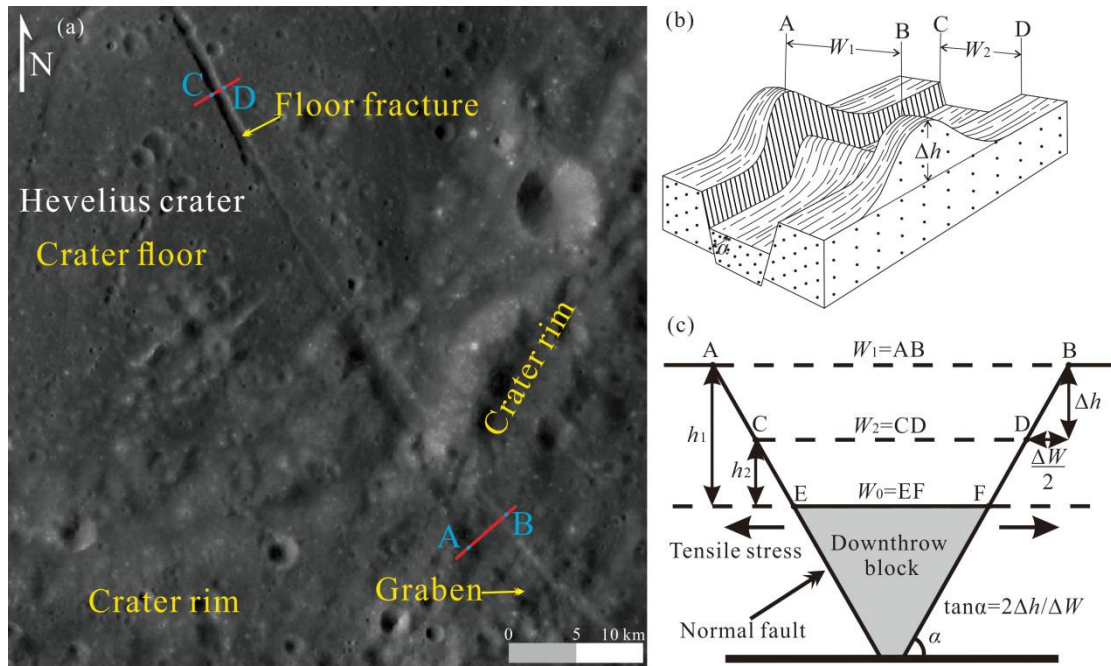 (a)
N
C
D
Floor fracture
Hevelius crater
Crater floor
Crater rim
A
B
Graben
Crater rim
0 5 10 km
(b)
A
B
C
D
W1
W2
Δh
α
(c)
A
W1=AB
B
Δh
h1
C
W2=CD
D
h2
ΔW
2
E
W0=EF
F
Tensile stress
Downthrow
block
Normal fault
tanα=2Δh/ΔW
α